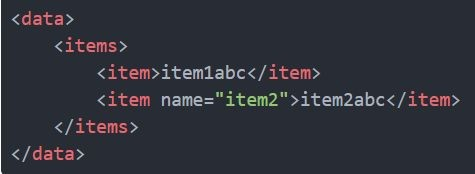 <data>
    <items>
        <item>item1abc</item>
        <item name="item2">item2abc</item>
    </items>
</data>